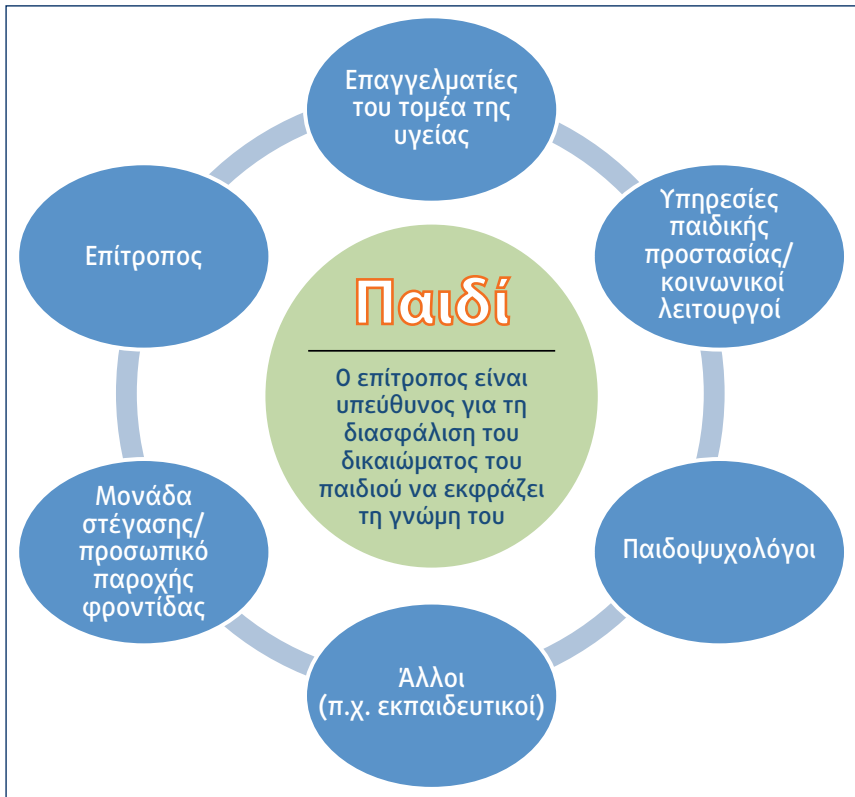 Επαγγελματίες
του τομέα της
υγείας
Υπηρεσίες
παιδικής
προστασίας/
κοινωνικοί
λειτουργοί
Παιδοψυχολόγοι
Άλλοι
(π.χ. εκπαιδευτικοί)
Μονάδα
στέγασης/
προσωπικό
παροχής
φροντίδας
Επίτροπος
Παιδί
Ο επίτροπος είναι
υπεύθυνος για τη
διασφάλιση του
δικαιώματος του
παιδιού να εκφράζει
τη γνώμη του